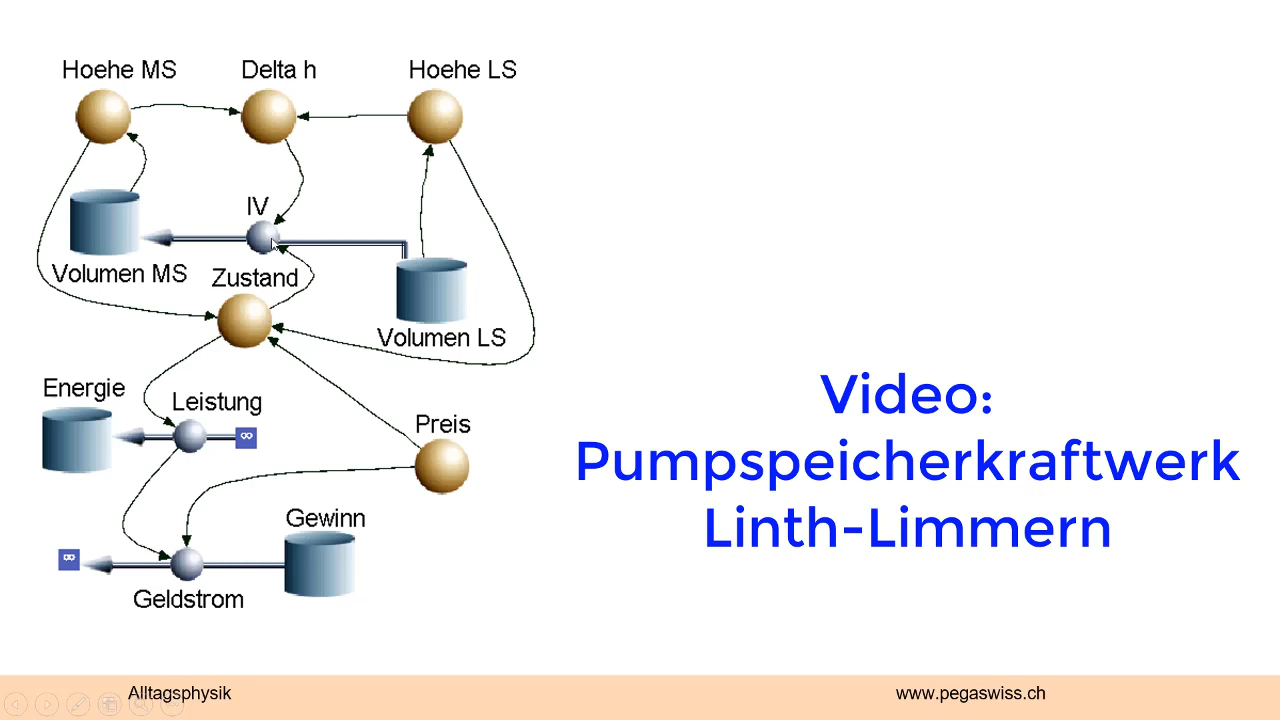 Hoehe MS
Delta h
Hoehe LS
IV
Volumen MS
Zustand
Volumen LS
Energie
Leistung
Preis
Gewinn
Geldstrom
Video:
Pumpspeicherkraftwerk
Linth-Limmern
Alltagsphysik
www.pegaswiss.ch